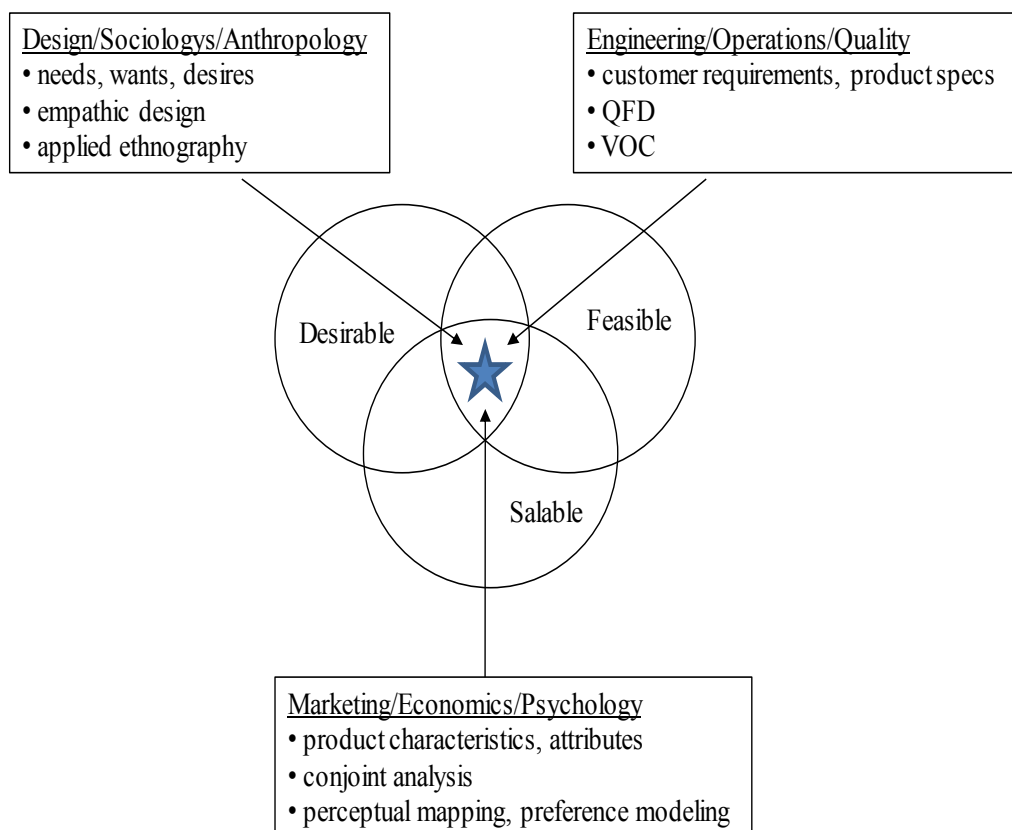 Design/Sociologys/Anthropology
• needs, wants, desires
• empathic design
• applied ethnography
Engineering/Operations/Quality
• customer requirements, product specs
• QFD
• VOC
Desirable
Feasible
Salable
Marketing/Economics/Psychology
• product characteristics, attributes
• conjoint analysis
• perceptual mapping, preference modeling